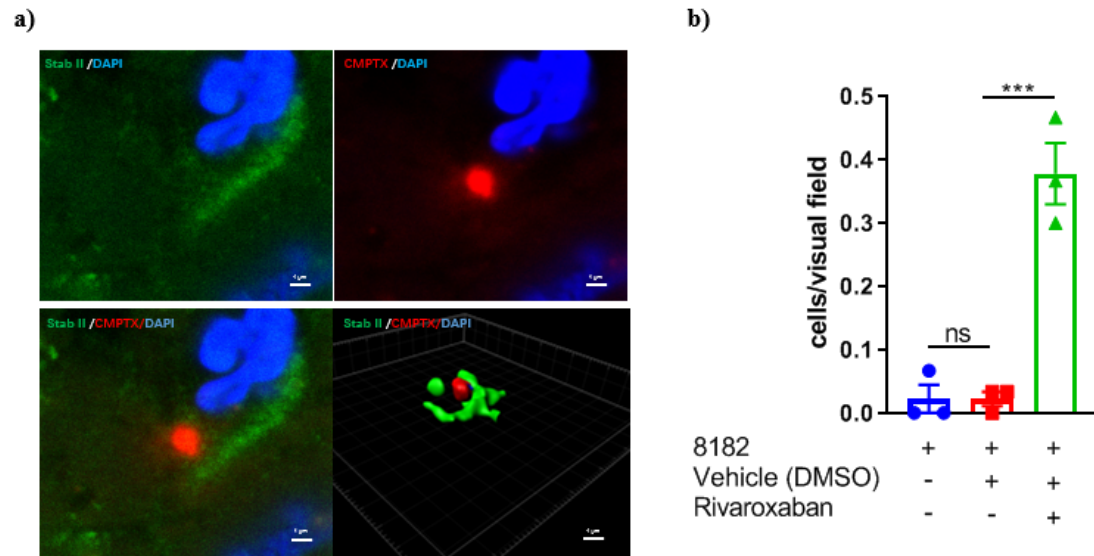 a)
b)
Stab II /DAPI
CMPTX /DAPI
Stab II /CMPTX/DAPI
Stab II /CMPTX/DAPI
cells/visual field
0.5
0.4
0.3
0.2
0.1
0.0
***
ns
8182 + + +
Vehicle (DMSO) - + +
Rivaroxaban - - +